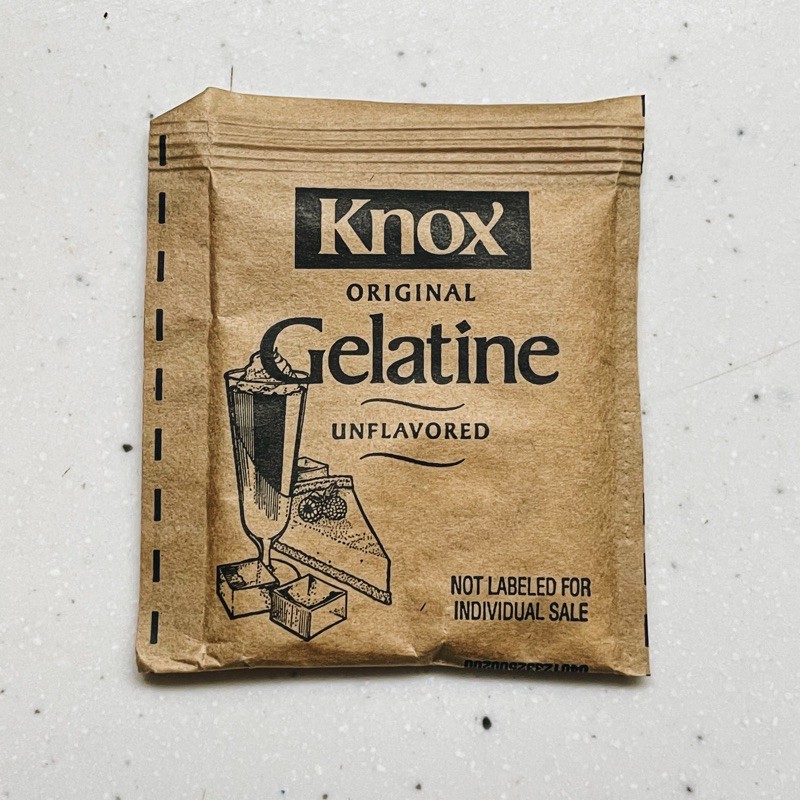 Knox
ORIGINAL
Gelatine
UNFLAVORED
NOT LABELED FOR
INDIVIDUAL SALE